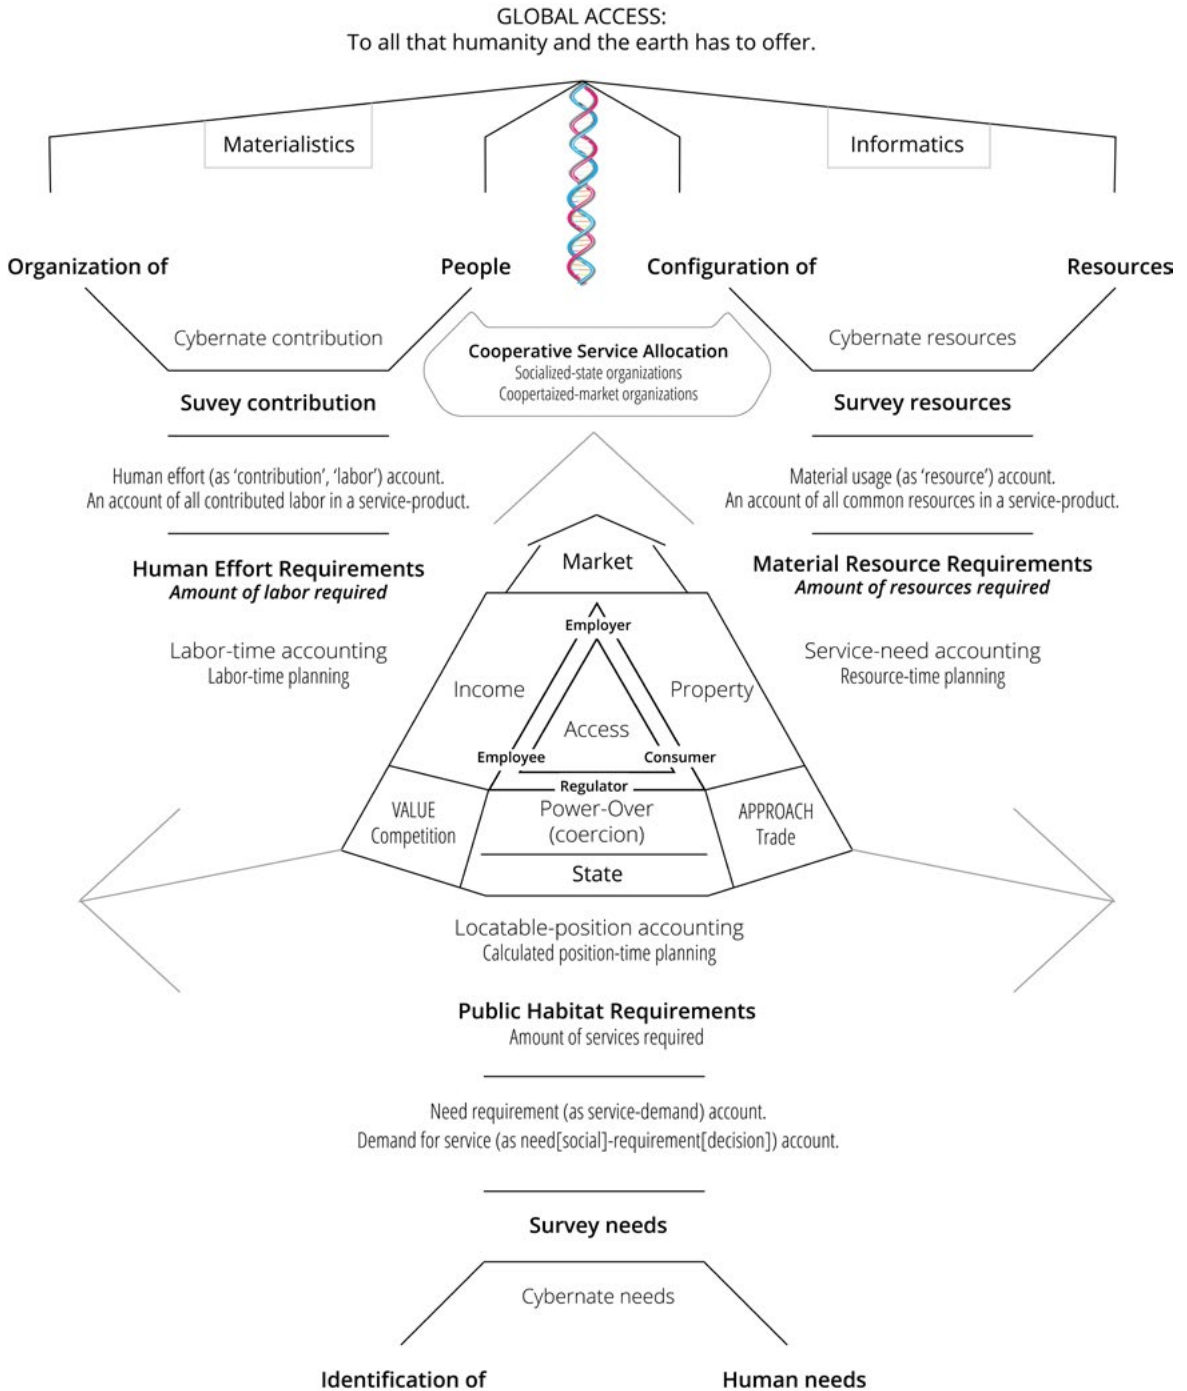 GLOBAL ACCESS:
To all that humanity and the earth has to offer.
Materialistics
Informatics
Organization of
People
Configuration of
Resources
Cybernate contribution
Cybernate resources
Cooperative Service Allocation
Socialized-state organizations
Coopertaized-market organizations
Suvey contribution
Survey resources
Human effort (as ‘contribution’, ‘labor’) account.
An account of all contributed labor in a service-product.
Material usage (as ‘resource’) account.
An account of all common resources in a service-product.
Human Effort Requirements
Amount of labor required
Material Resource Requirements
Amount of resources required
Labor-time accounting
Labor-time planning
Service-need accounting
Resource-time planning
Market
Employer
Income
Property
Access
Employee
Consumer
Regulator
VALUE
Competition
Power-Over
(coercion)
APPROACH
Trade
State
Locatable-position accounting
Calculated position-time planning
Public Habitat Requirements
Amount of services required
Need requirement (as service-demand) account.
Demand for service (as need[social]-requirement[decision]) account.
Survey needs
Cybernate needs
Identification of
Human needs